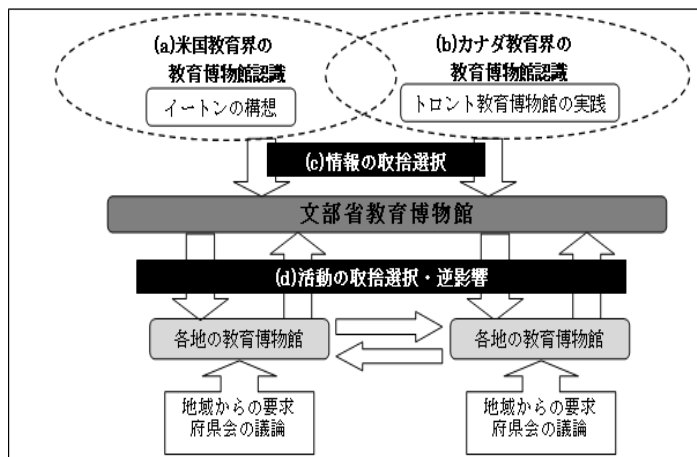 (a)米国教育界の
教育博物館認識
イートンの構想
(b)カナダ教育界の
教育博物館認識
トロント教育博物館の実践
(c)情報の取捨選択
文部省教育博物館
(d)活動の取捨選択・逆影響
各地の教育博物館
各地の教育博物館
地域からの要求
府県会の議論
地域からの要求
府県会の議論